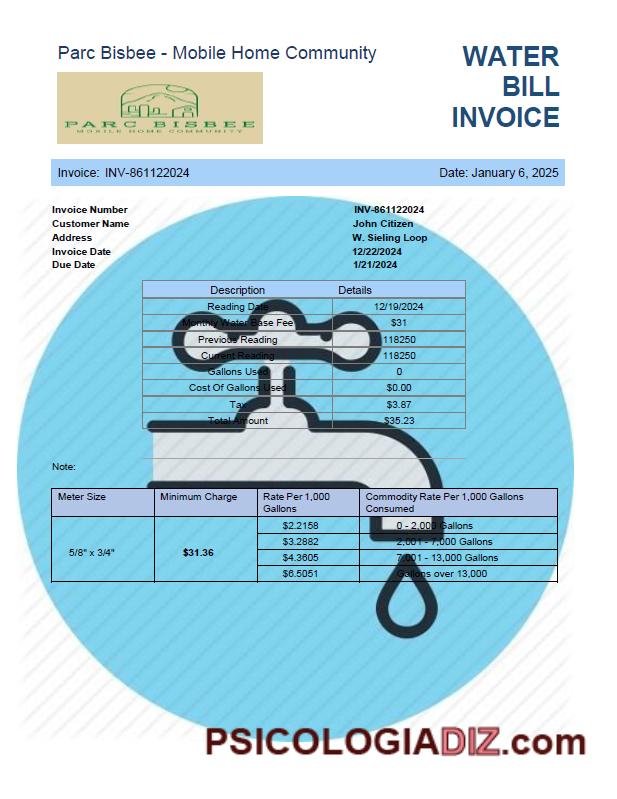 Parc Bisbee - Mobile Home Community
WATER
BILL
INVOICE
PARC BISBEE
MOBILE HOME COMMUNITY
Invoice: INV-861122024 Date: January 6, 2025
Invoice Number INV-861122024
Customer Name John Citizen
Address W. Sieling Loop
Invoice Date 12/22/2024
Due Date 1/21/2024
Description Details
Reading Date 12/19/2024
Monthly Water Base Fee $31
Previous Reading 118250
Current Reading 118250
Gallons Used 0
Cost Of Gallons Used $0.00
Tax $3.87
Total Amount $35.23
Note:
Meter Size Minimum Charge Rate Per 1,000 Gallons Commodity Rate Per 1,000 Gallons Consumed
5/8" x 3/4" $31.36 $2.2158 0 - 2,000 Gallons
$3.2882 2,001 - 7,000 Gallons
$4.3605 7,001 - 13,000 Gallons
$6.5051 Gallons over 13,000
PSICOLOGIADIZ.com